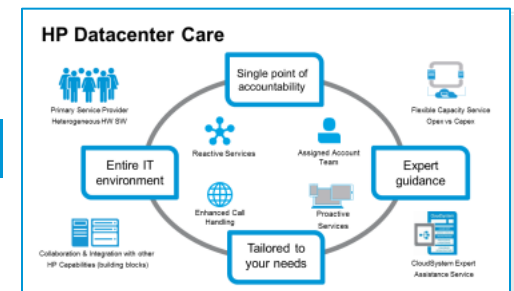 HP Datacenter Care
Single point of
accountability
Primary Service Provider
Heterogeneous HW SW
Flexible Capacity Service
Opex vs Capex
Reactive Services
Assigned Account
Team
Entire IT
environment
Expert
guidance
Enhanced Call
Handling
Proactive
Services
Collaboration & Integration with other
HP Capabilities (building blocks)
Tailored to
your needs
CloudSystem Expert
Assistance Service